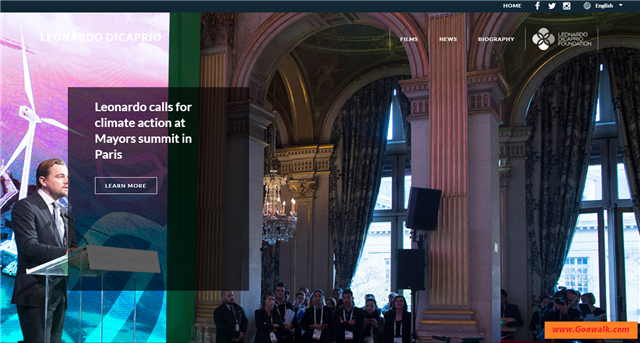 HOME
English
LEONARDO DICAPRIO
FILMS
NEWS
BIOGRAPHY
LEONARDO
DICAPRIO
FOUNDATION
Leonardo calls for
climate action at
Mayors summit in
Paris
LEARN MORE
www.Goowalk.com